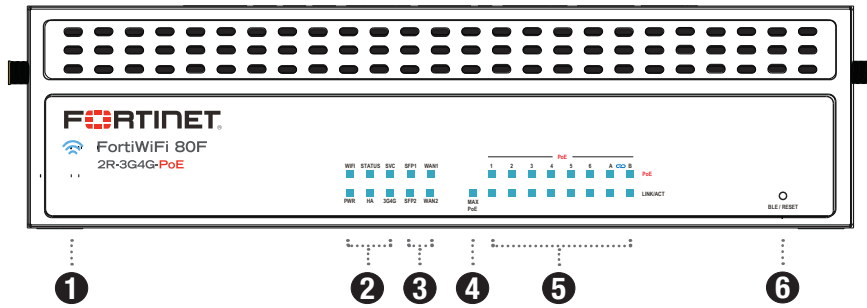 FORTINET
FortiWiFi 80F
2R-3G4G-PoE
WIFI STATUS SVC SFP1 WAN1
PWR HA 3G4G SFP2 WAN2
MAX PoE
PoE
1 2 3 4 5 6 A B
PoE
LINK/ACT
BLE / RESET
1 2 3 4 5 6